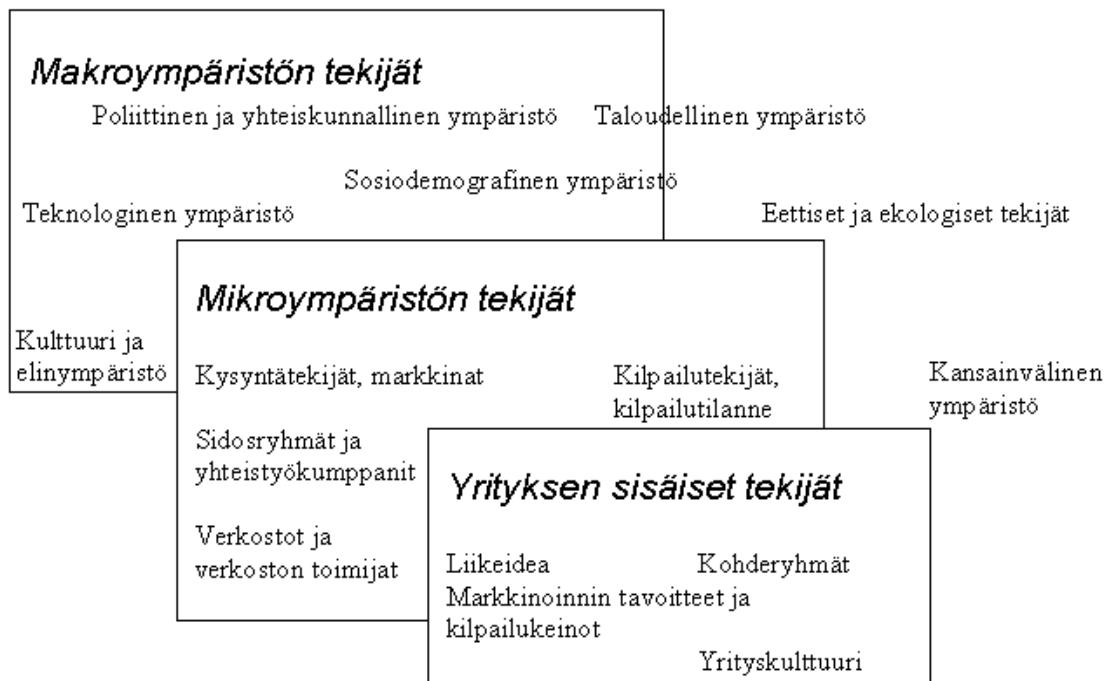 Makroympäristön tekijät
Poliittinen ja yhteiskunnallinen ympäristö Taloudellinen ympäristö
Sosiodemografinen ympäristö
Teknologinen ympäristö
Eettiset ja ekologiset tekijät
Kulttuuri ja
elinympäristö
Kansainvälinen
ympäristö
Mikroympäristön tekijät
Kysyntätekijät, markkinat
Kilpailutekijät,
kilpailutilanne
Sidosryhmät ja
yhteistyökumppanit
Verkostot ja
verkoston toimijat
Yrityksen sisäiset tekijät
Liikeidea Kohderyhmät
Markkinoinnin tavoitteet ja
kilpailukeinot
Yrityskulttuuri